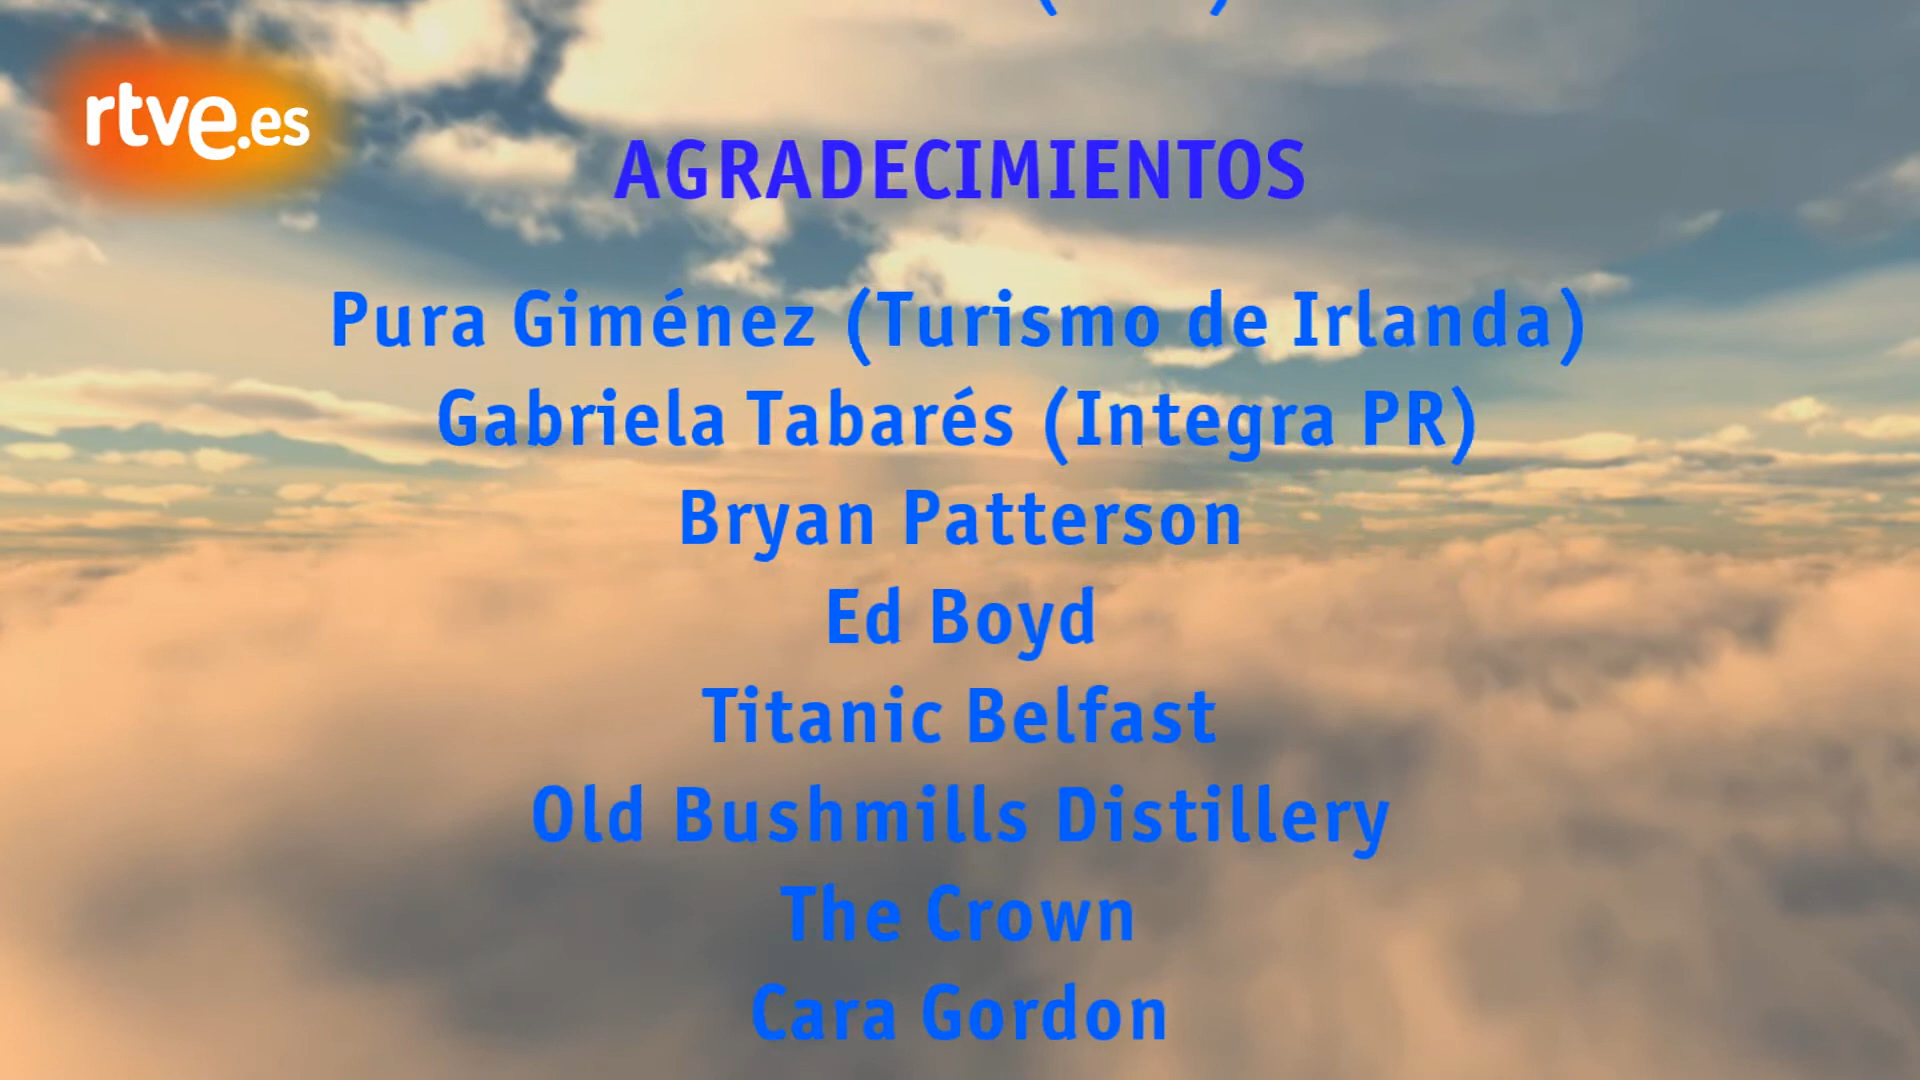 rtve.es
AGRADECIMIENTOS
Pura Giménez (Turismo de Irlanda)
Gabriela Tabarés (Integra PR)
Bryan Patterson
Ed Boyd
Titanic Belfast
Old Bushmills Distillery
The Crown
Cara Gordon